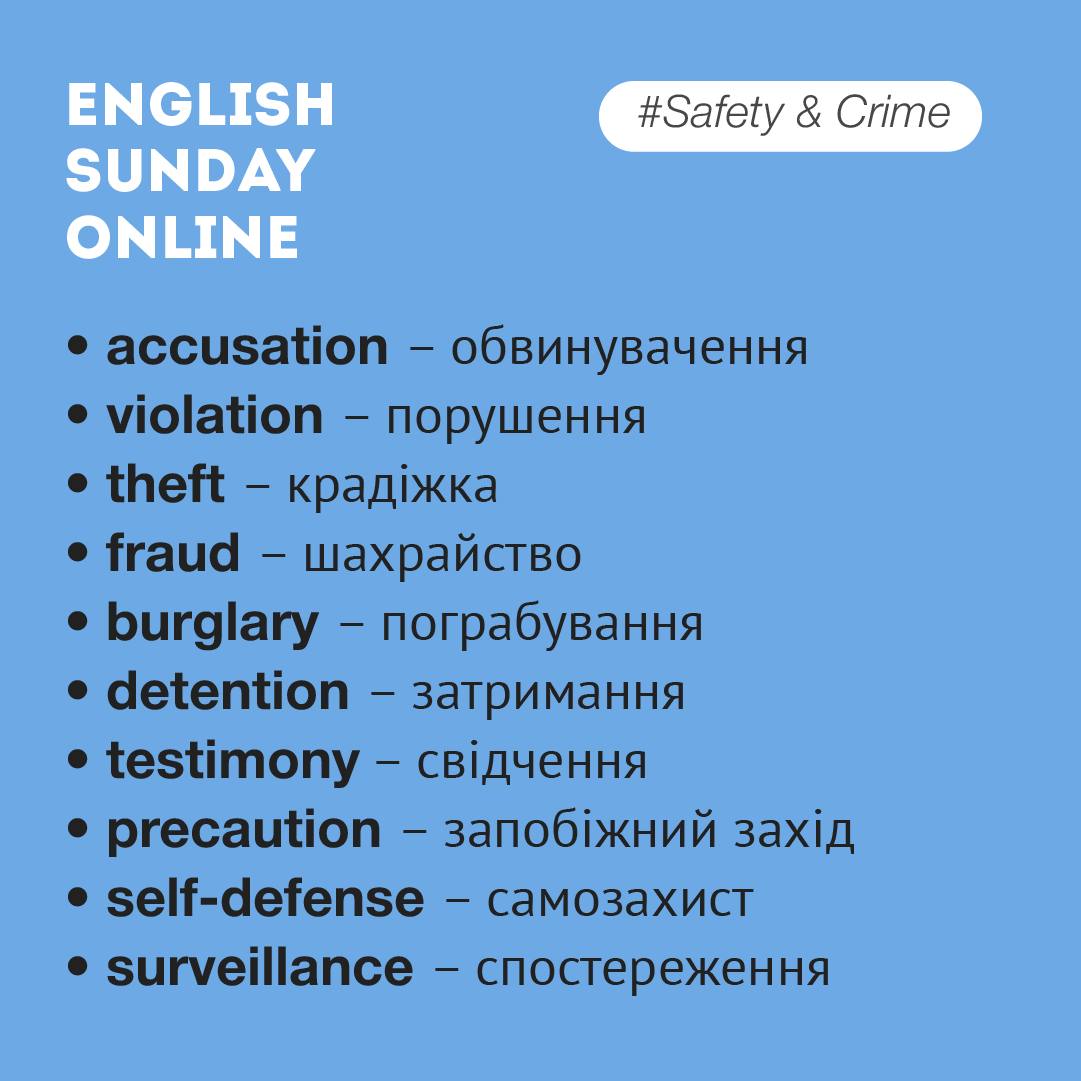 ENGLISH
SUNDAY
ONLINE
#Safety & Crime
• accusation – обвинувачення
• violation – порушення
• theft – крадіжка
• fraud – шахрайство
• burglary – пограбування
• detention – затримання
• testimony – свідчення
• precaution – запобіжний захід
• self-defense – самозахист
• surveillance – спостереження